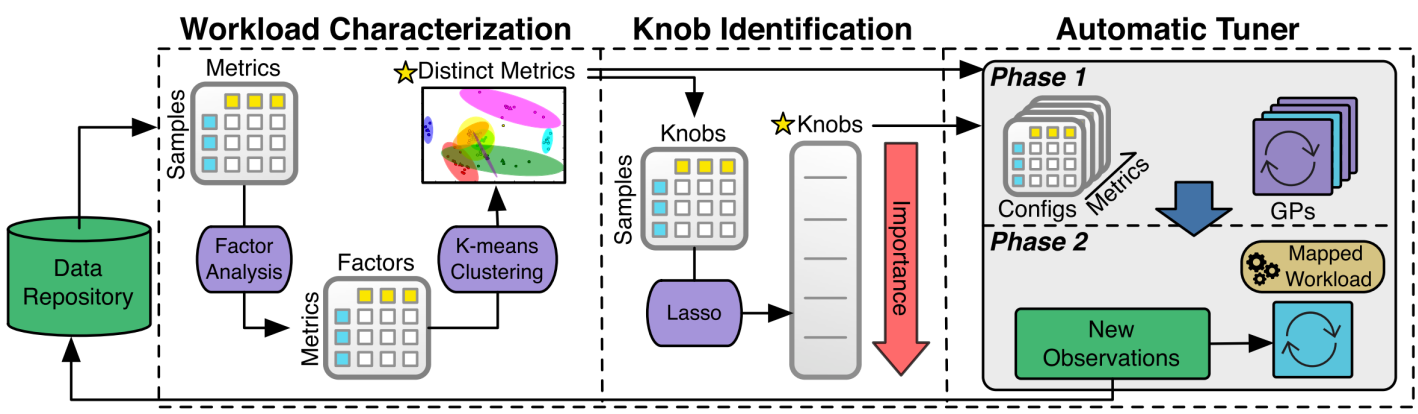 Workload Characterization
Knob Identification
Automatic Tuner
Data
Repository
Metrics
Samples
Factor
Analysis
Factors
Metrics
K-means
Clustering
Distinct Metrics
Knobs
Samples
Lasso
Knobs
Importance
Phase 1
Configs
Metrics
GPs
Phase 2
Mapped
Workload
New
Observations